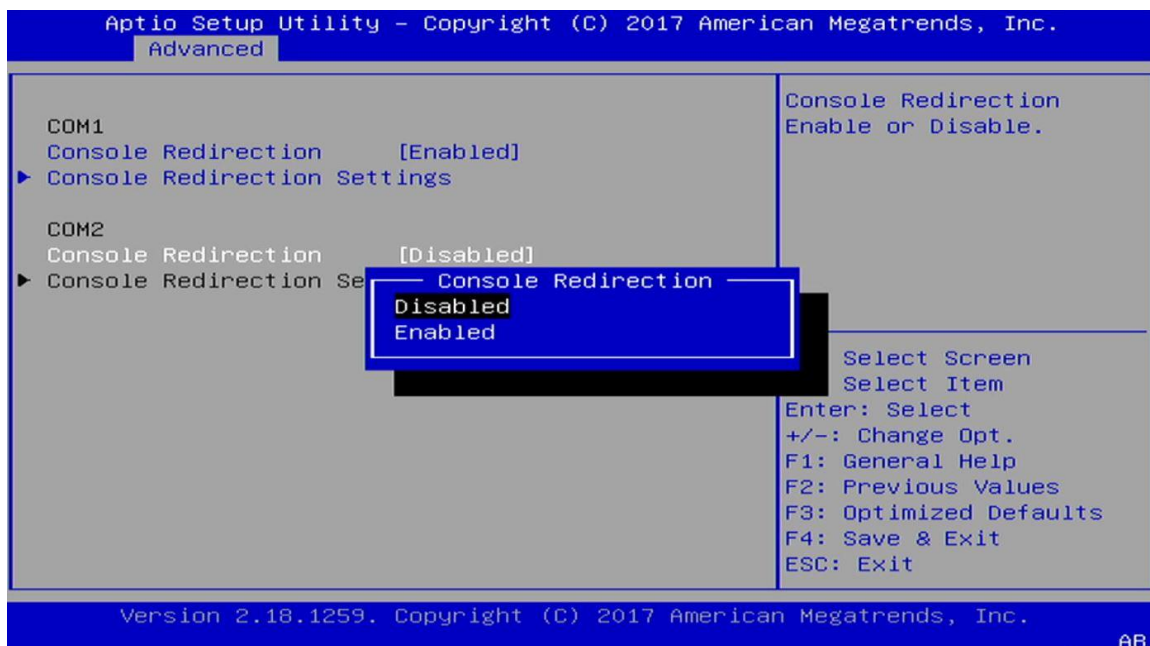 Aptio Setup Utility – Copyright (C) 2017 American Megatrends, Inc.
Advanced
COM1
Console Redirection [Enabled]
► Console Redirection Settings
COM2
Console Redirection [Disabled]
► Console Redirection Se
Console Redirection
Disabled
Enabled
Console Redirection
Enable or Disable.
Select Screen
Select Item
Enter: Select
+/-: Change Opt.
F1: General Help
F2: Previous Values
F3: Optimized Defaults
F4: Save & Exit
ESC: Exit
Version 2.18.1259. Copyright (C) 2017 American Megatrends, Inc.
AB